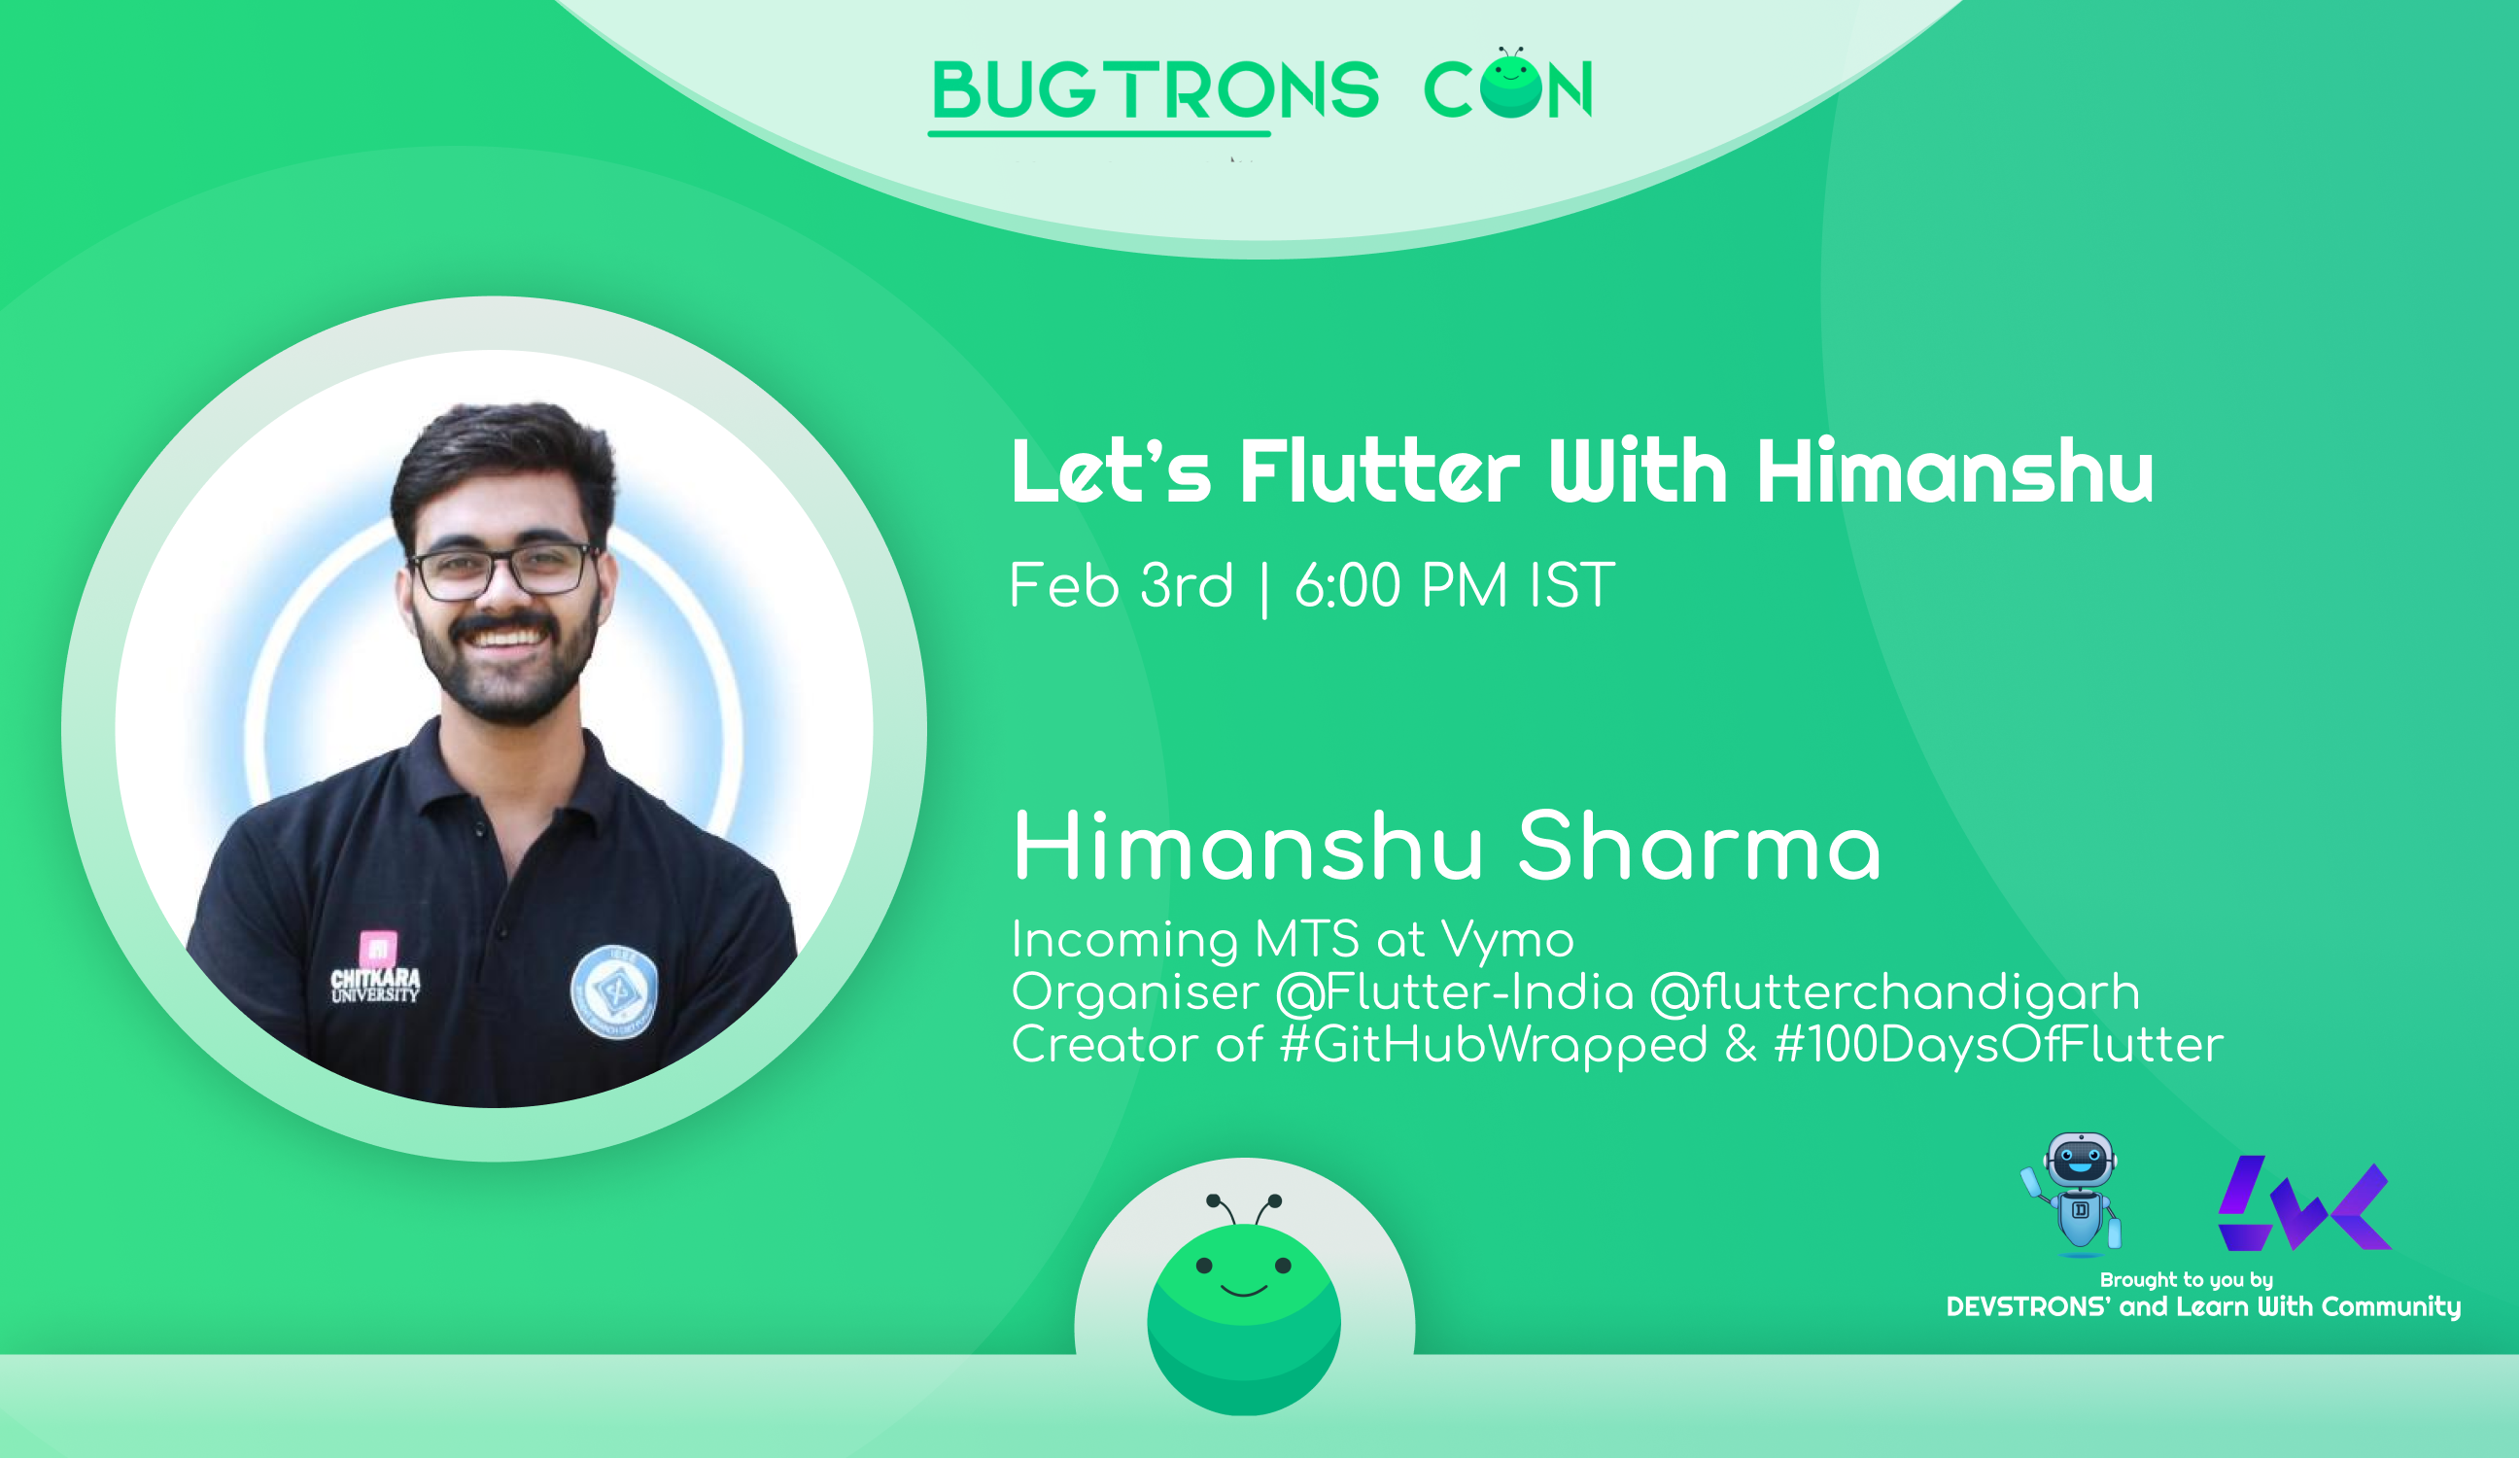 BUGTRONS CON
Let's Flutter With Himanshu
Feb 3rd | 6:00 PM IST
Himanshu Sharma
Incoming MTS at Vymo
Organiser @Flutter-India @flutterchandigarh
Creator of #GitHubWrapped & #100DaysOfFlutter
CHITKARA
UNIVERSITY
D
Brought to you by
DEVSTRONS' and Learn With Community